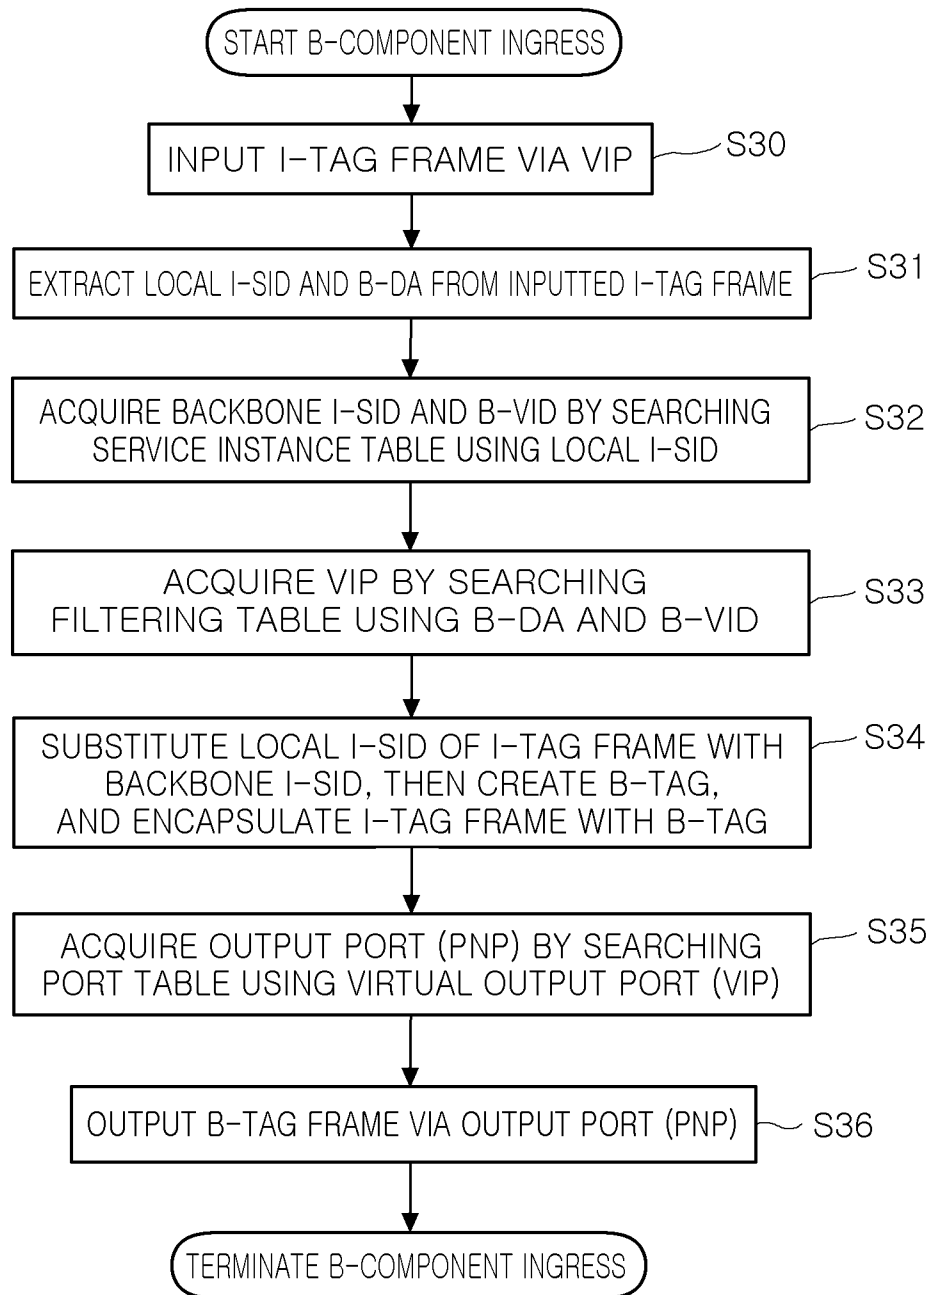 START B-COMPONENT INGRESS
INPUT I-TAG FRAME VIA VIP
S30
EXTRACT LOCAL I-SID AND B-DA FROM INPUTTED I-TAG FRAME
S31
ACQUIRE BACKBONE I-SID AND B-VID BY SEARCHING
SERVICE INSTANCE TABLE USING LOCAL I-SID
S32
ACQUIRE VIP BY SEARCHING
FILTERING TABLE USING B-DA AND B-VID
S33
SUBSTITUTE LOCAL I-SID OF I-TAG FRAME WITH
BACKBONE I-SID, THEN CREATE B-TAG,
AND ENCAPSULATE I-TAG FRAME WITH B-TAG
S34
ACQUIRE OUTPUT PORT (PNP) BY SEARCHING
PORT TABLE USING VIRTUAL OUTPUT PORT (VIP)
S35
OUTPUT B-TAG FRAME VIA OUTPUT PORT (PNP)
S36
TERMINATE B-COMPONENT INGRESS